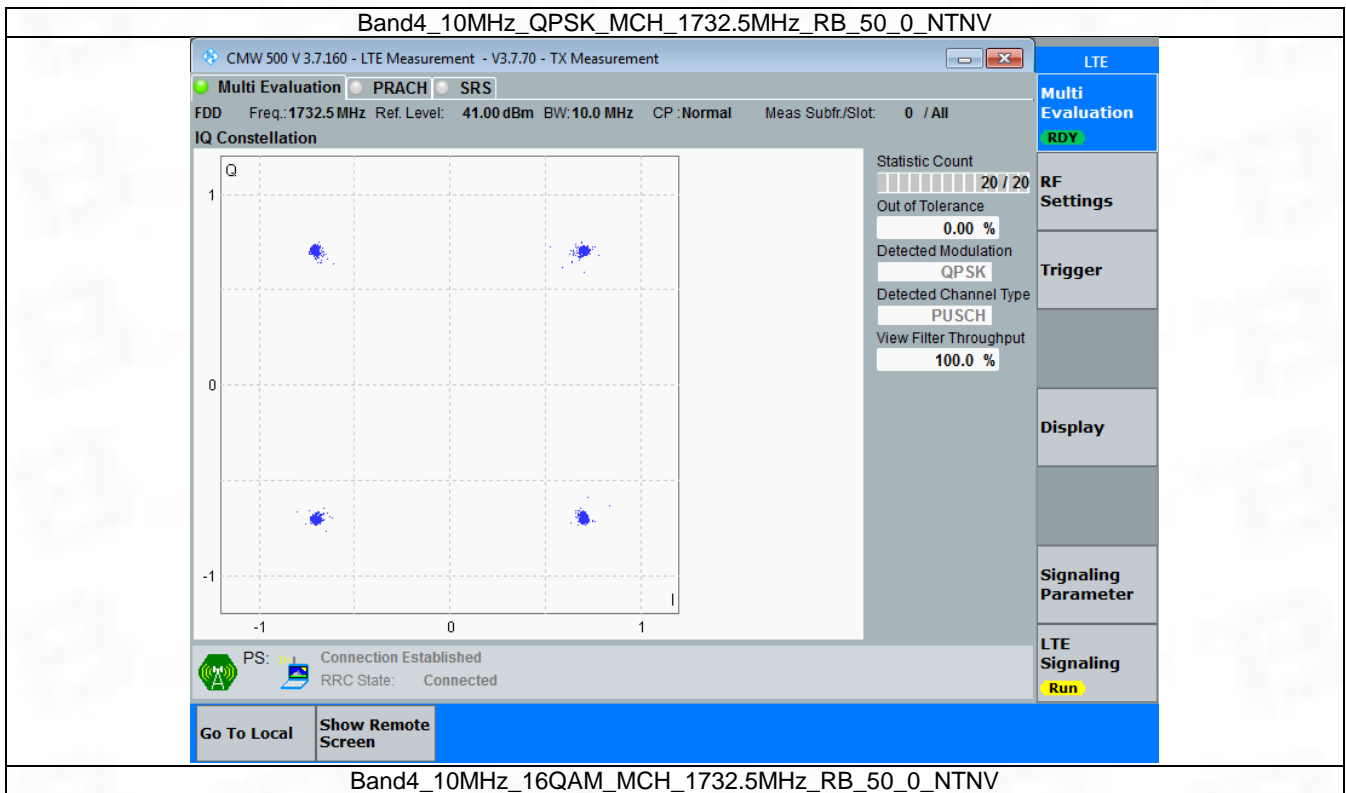 Band4_10MHz_QPSK_MCH_1732.5MHz_RB_50_0_NTNV
CMW 500 V 3.7.160 - LTE Measurement - V3.7.70 - TX Measurement
LTE
Multi Evaluation PRACH SRS
FDD Freq.:1732.5 MHz Ref. Level: 41.00 dBm BW:10.0 MHz CP :Normal Meas Subfr./Slot: 0 / All
IQ Constellation
Q
1
0
-1
I
-1 0 1
Statistic Count
20 / 20
Out of Tolerance
0.00 %
Detected Modulation
QPSK
Detected Channel Type
PUSCH
View Filter Throughput
100.0 %
Multi
Evaluation
RDY
RF
Settings
Trigger
Display
Signaling
Parameter
LTE
Signaling
Run
PS: Connection Established
RRC State: Connected
Go To Local
Show Remote
Screen
Band4_10MHz_16QAM_MCH_1732.5MHz_RB_50_0_NTNV